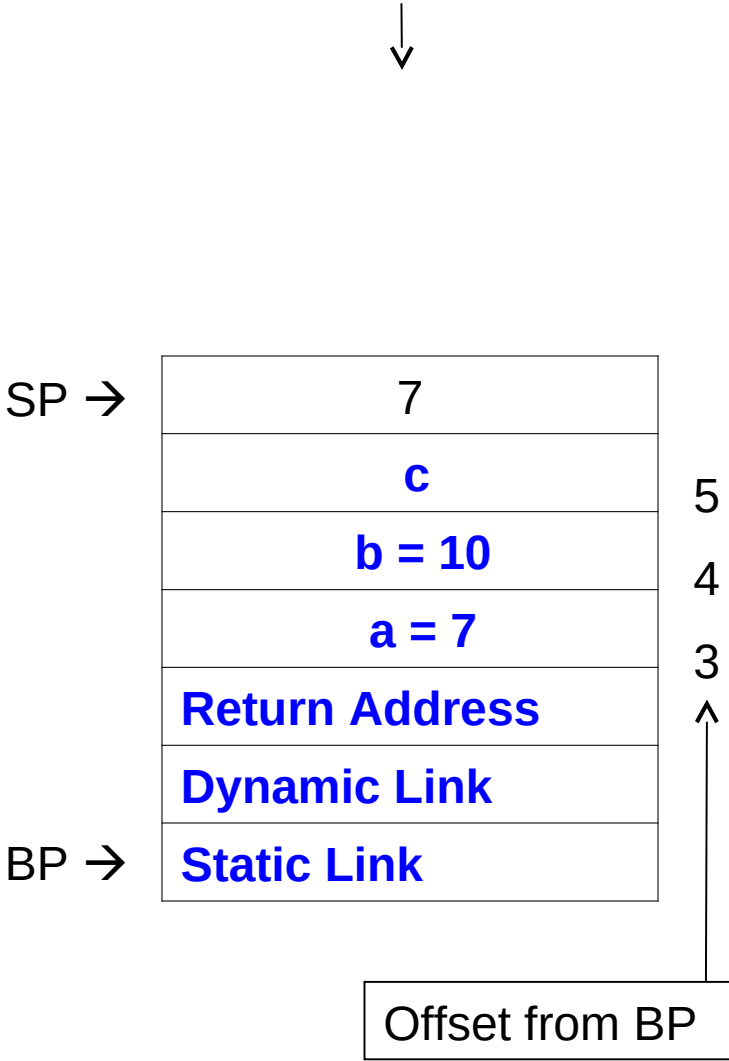 SP → 7
c
5
b = 10
4
a = 7
3
Return Address
Dynamic Link
BP → Static Link
Offset from BP